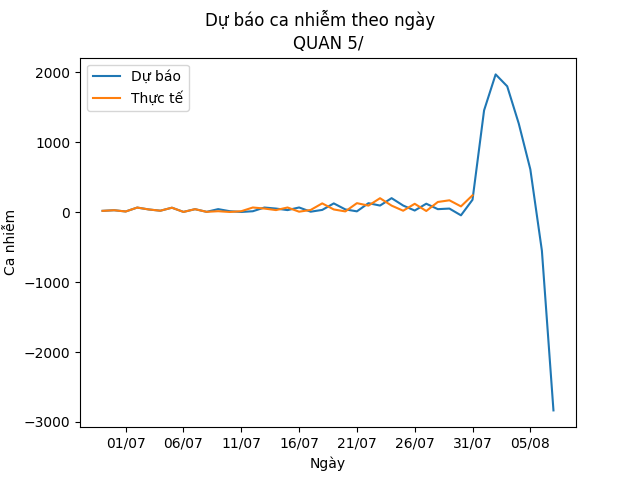 Dự báo ca nhiễm theo ngày
QUAN 5/
Dự báo
Thực tế
Ca nhiễm
2000
1000
0
−1000
−2000
−3000
01/07 06/07 11/07 16/07 21/07 26/07 31/07 05/08
Ngày